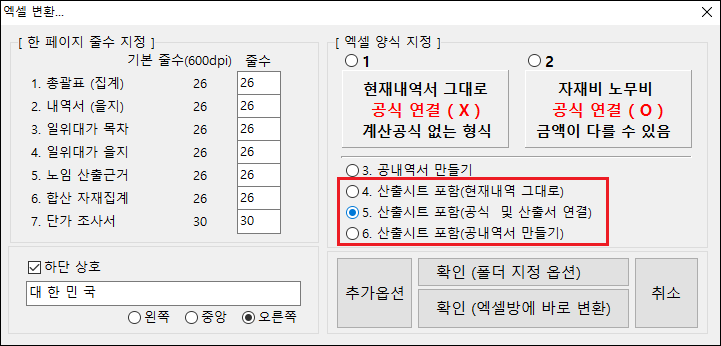 엑셀 변환...
[ 한 페이지 줄수 지정 ]
기본 줄수(600dpi) 줄수
1. 총괄표 (집계) 26 26
2. 내역서 (을지) 26 26
3. 일위대가 목차 26 26
4. 일위대가 을지 26 26
5. 노임 산출근거 26 26
6. 합산 자재집계 26 26
7. 단가 조사서 30 30
하단 상호
대 한 민 국
왼쪽 중앙 오른쪽
[ 엑셀 양식 지정 ]
1
현재내역서 그대로
공식 연결 ( X )
계산공식 없는 형식
2
자재비 노무비
공식 연결 ( O )
금액이 다를 수 있음
3. 공내역서 만들기
4. 산출시트 포함(현재내역 그대로)
5. 산출시트 포함(공식 및 산출서 연결)
6. 산출시트 포함(공내역서 만들기)
추가옵션
확인 (폴더 지정 옵션)
확인 (엑셀방에 바로 변환)
취소